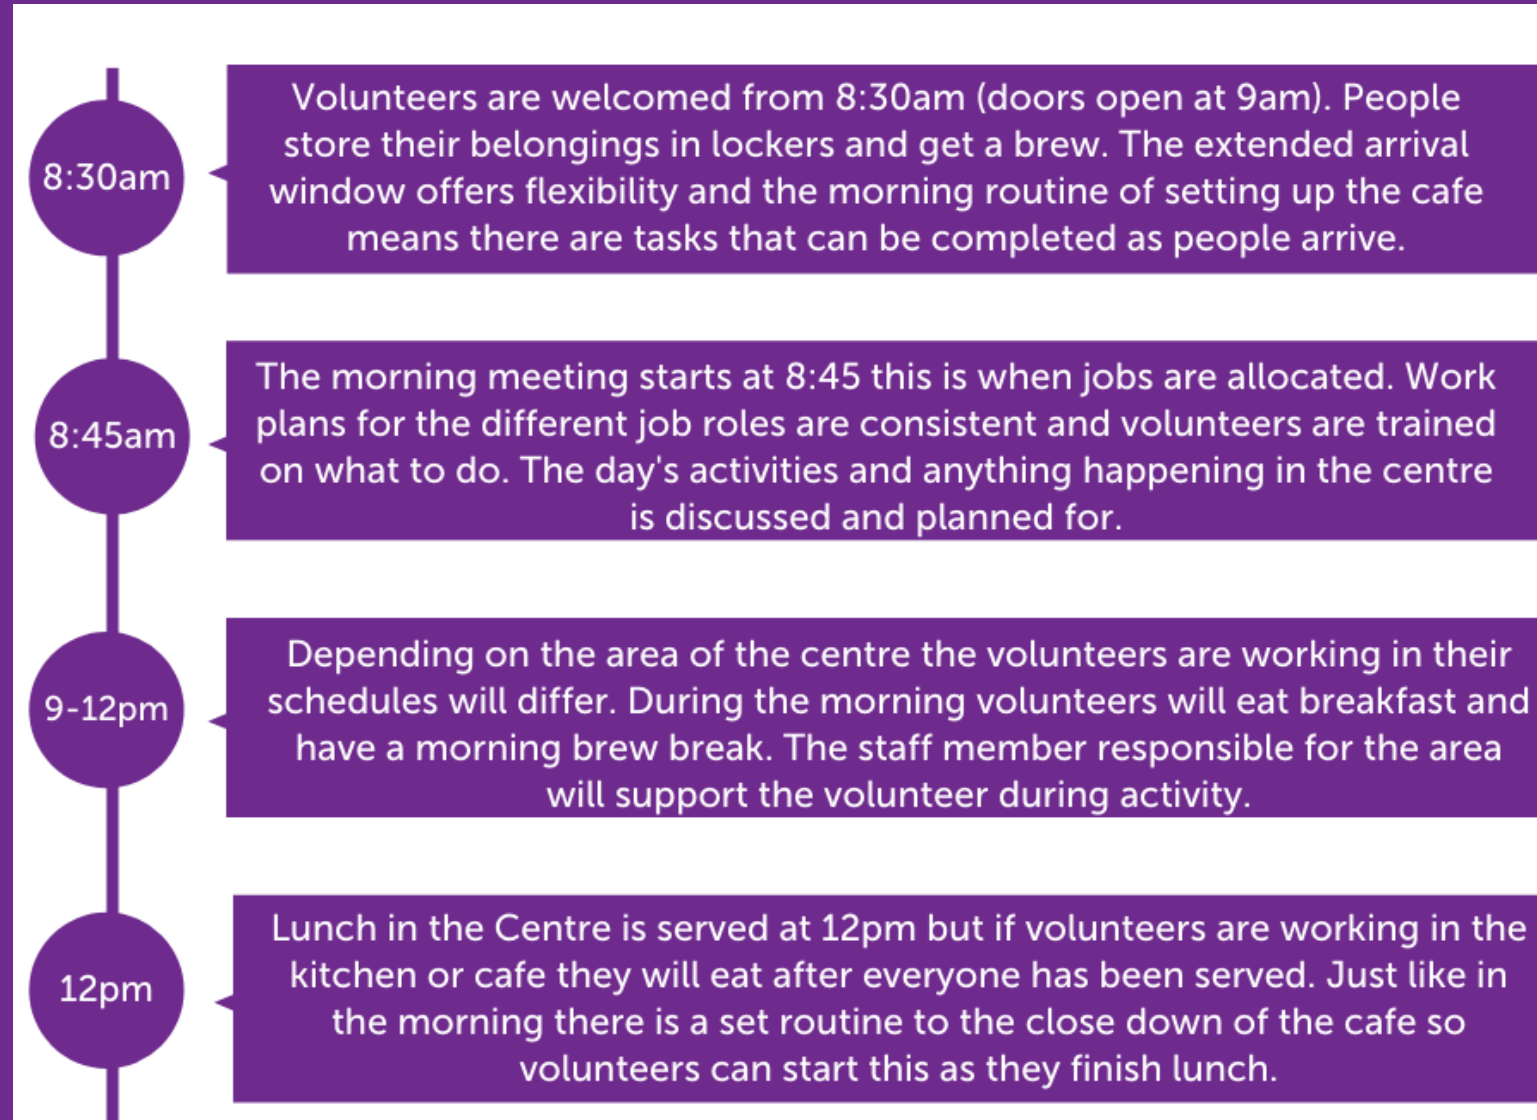 8:30am
Volunteers are welcomed from 8:30am (doors open at 9am). People
store their belongings in lockers and get a brew. The extended arrival
window offers flexibility and the morning routine of setting up the cafe
means there are tasks that can be completed as people arrive.
8:45am
The morning meeting starts at 8:45 this is when jobs are allocated. Work
plans for the different job roles are consistent and volunteers are trained
on what to do. The day's activities and anything happening in the centre
is discussed and planned for.
9-12pm
Depending on the area of the centre the volunteers are working in their
schedules will differ. During the morning volunteers will eat breakfast and
have a morning brew break. The staff member responsible for the area
will support the volunteer during activity.
12pm
Lunch in the Centre is served at 12pm but if volunteers are working in the
kitchen or cafe they will eat after everyone has been served. Just like in
the morning there is a set routine to the close down of the cafe so
volunteers can start this as they finish lunch.